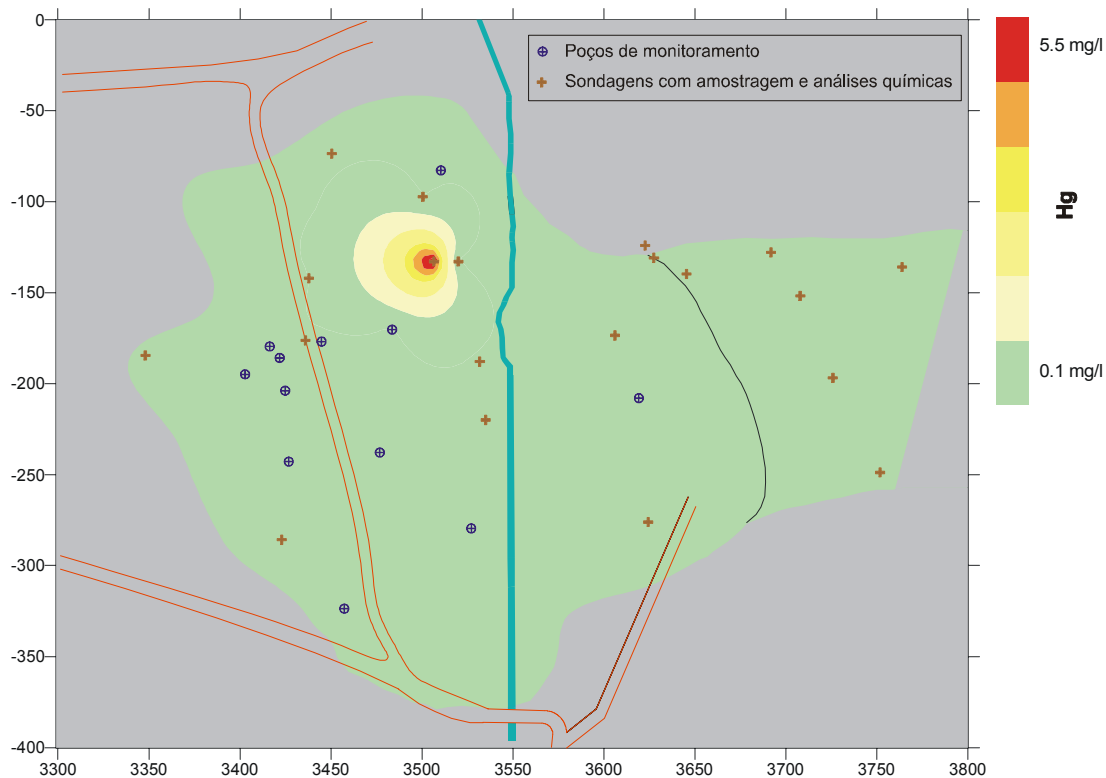 Poços de monitoramento
Sondagens com amostragem e análises químicas
5.5 mg/l
Hg
0.1 mg/l
0
-50
-100
-150
-200
-250
-300
-350
-400
3300 3350 3400 3450 3500 3550 3600 3650 3700 3750 3800